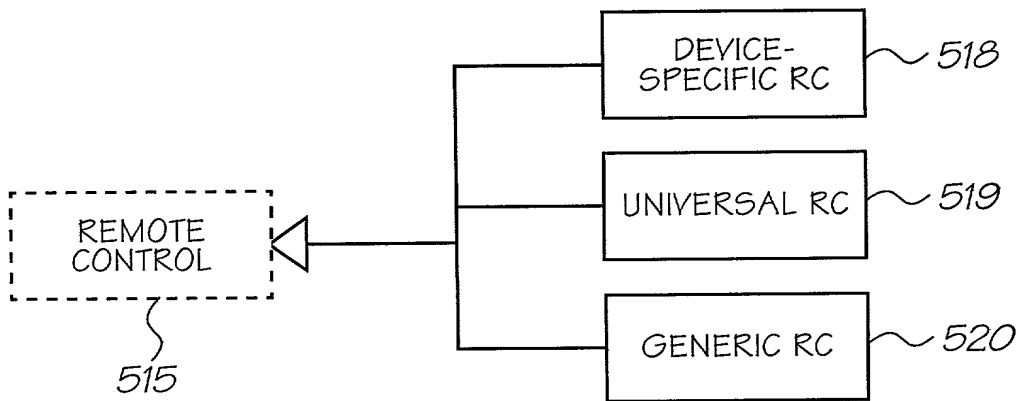 DEVICE-
SPECIFIC RC
518
UNIVERSAL RC
519
REMOTE
CONTROL
515
GENERIC RC
520